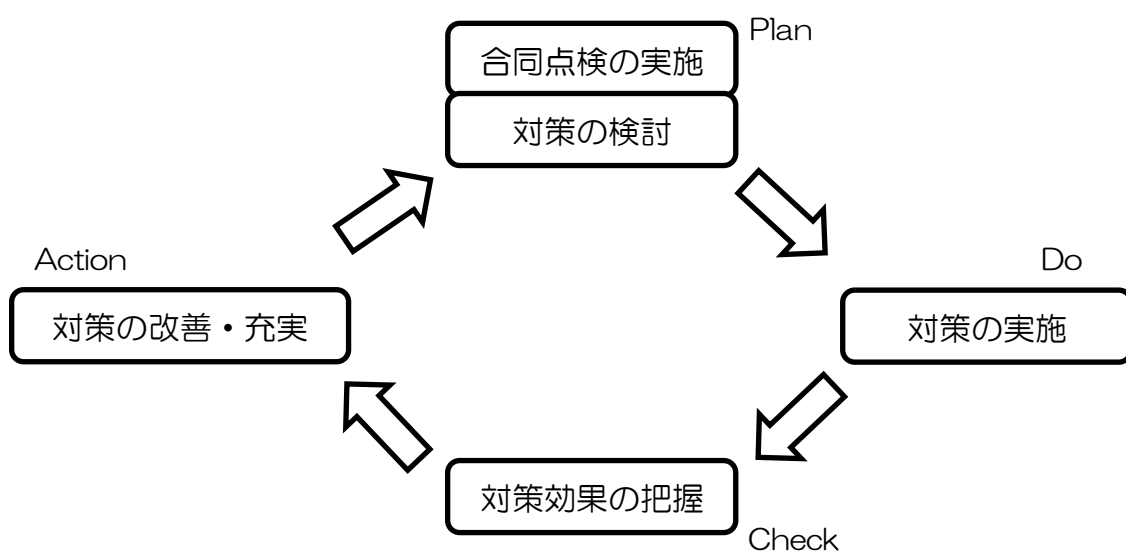 Plan
合同点検の実施
対策の検討
Action
Do
対策の改善・充実
対策の実施
対策効果の把握
Check